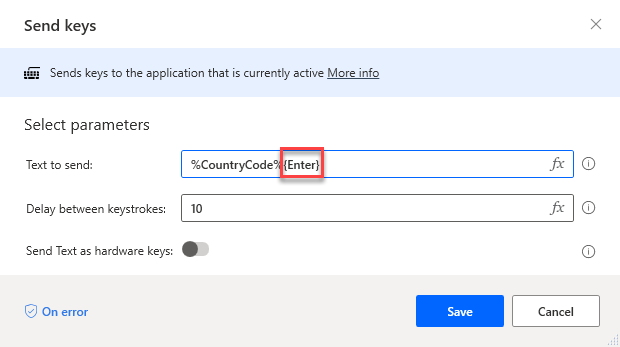 Send keys
Sends keys to the application that is currently active More info
Select parameters
Text to send: %CountryCode%{Enter} fx
Delay between keystrokes: 10 fx
Send Text as hardware keys:
On error Save Cancel